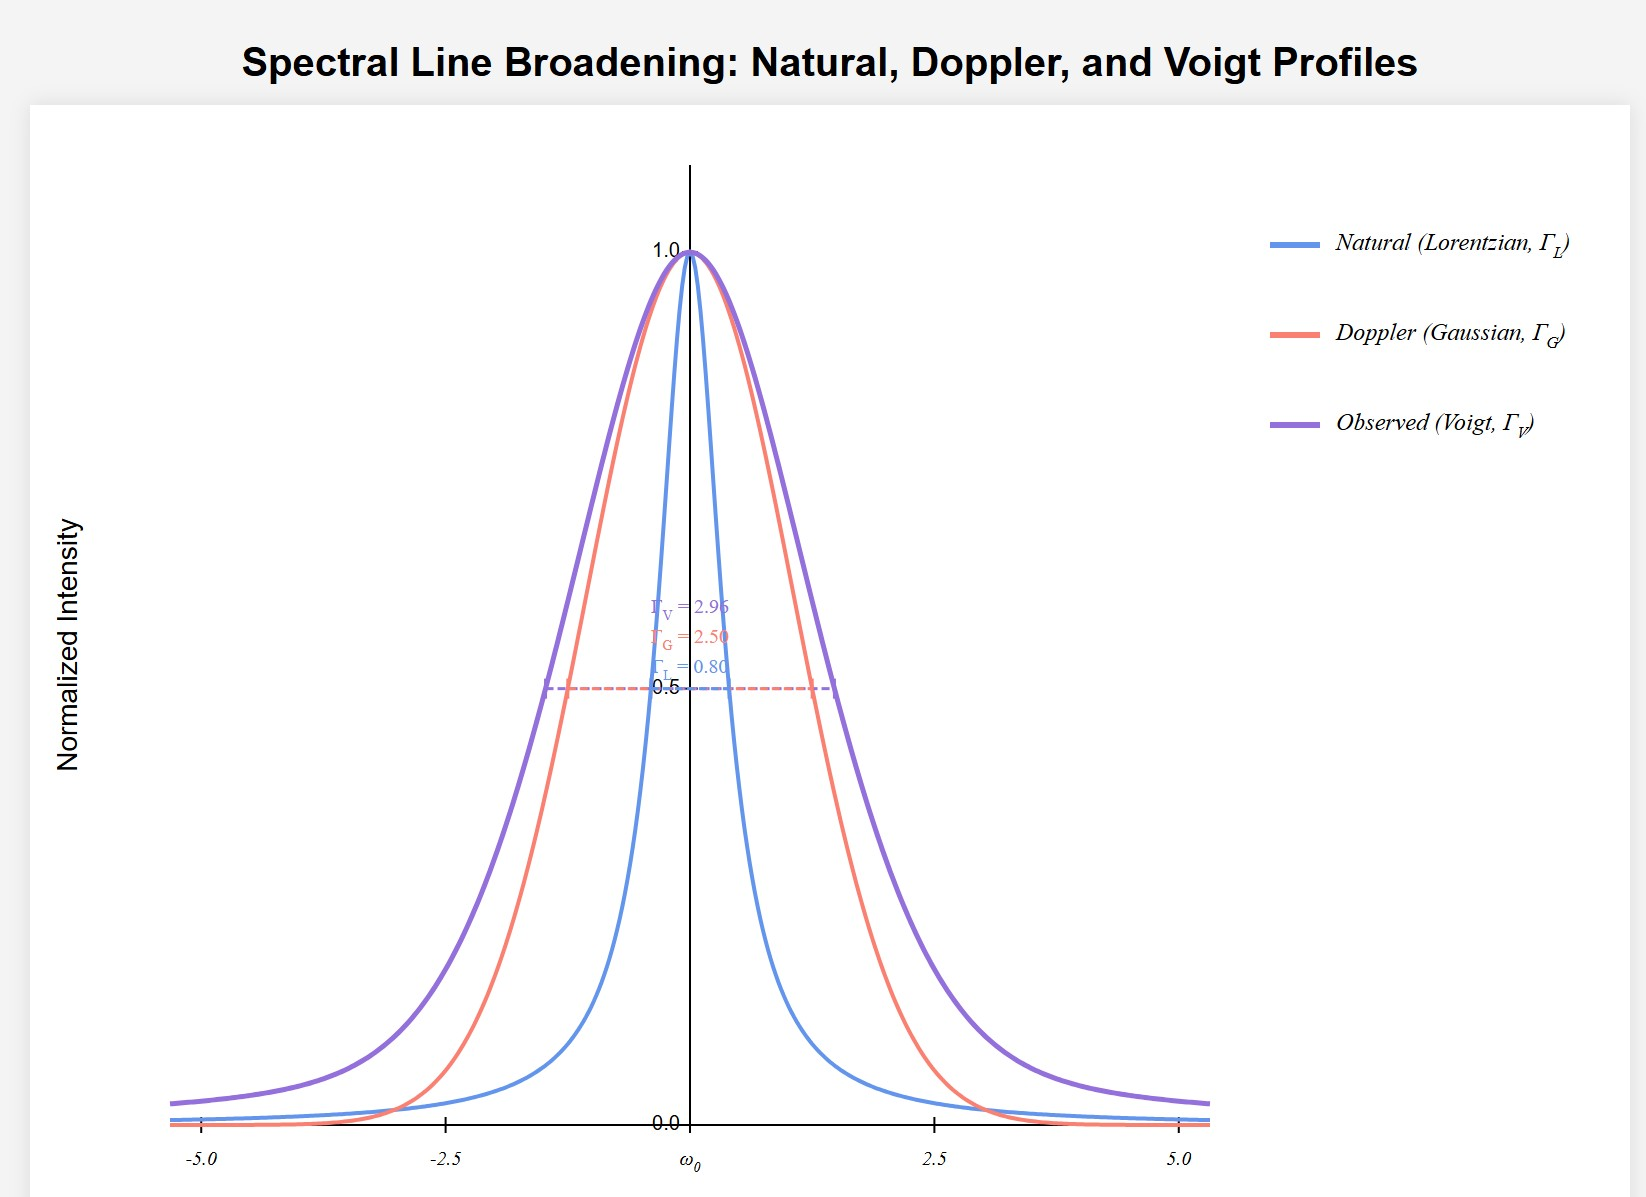 Spectral Line Broadening: Natural, Doppler, and Voigt Profiles
1.0
Natural (Lorentzian, Γ_L)
Doppler (Gaussian, Γ_G)
Observed (Voigt, Γ_V)
Normalized Intensity
Γ_V = 2.96
Γ_G = 2.50
Γ_L = 0.80
0.5
0.0
-5.0 -2.5 ω_0 2.5 5.0